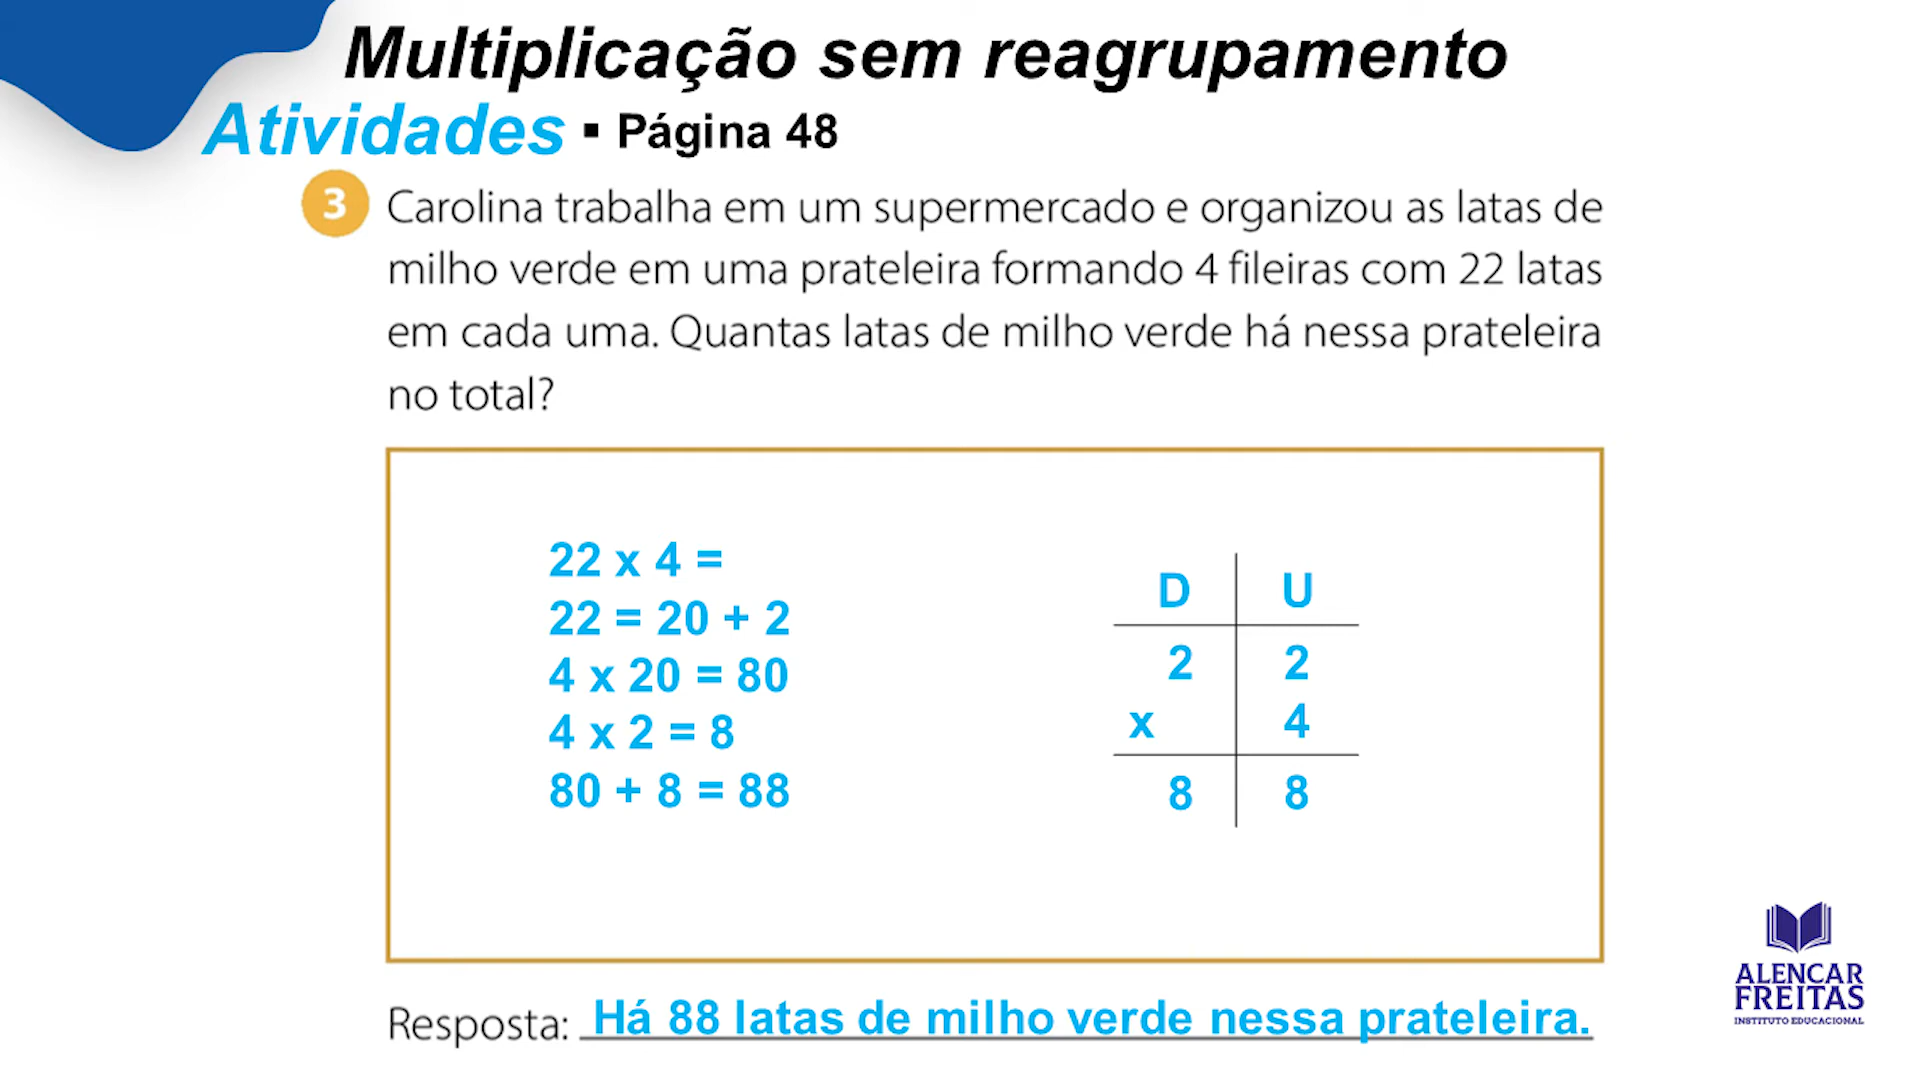 Multiplicação sem reagrupamento
Atividades ▪ Página 48
3 Carolina trabalha em um supermercado e organizou as latas de
milho verde em uma prateleira formando 4 fileiras com 22 latas
em cada uma. Quantas latas de milho verde há nessa prateleira
no total?
22 x 4 =
22 = 20 + 2
4 x 20 = 80
4 x 2 = 8
80 + 8 = 88
D U
2 2
x 4
8 8
Resposta: Há 88 latas de milho verde nessa prateleira.
ALENCAR
FREITAS
INSTITUTO EDUCACIONAL